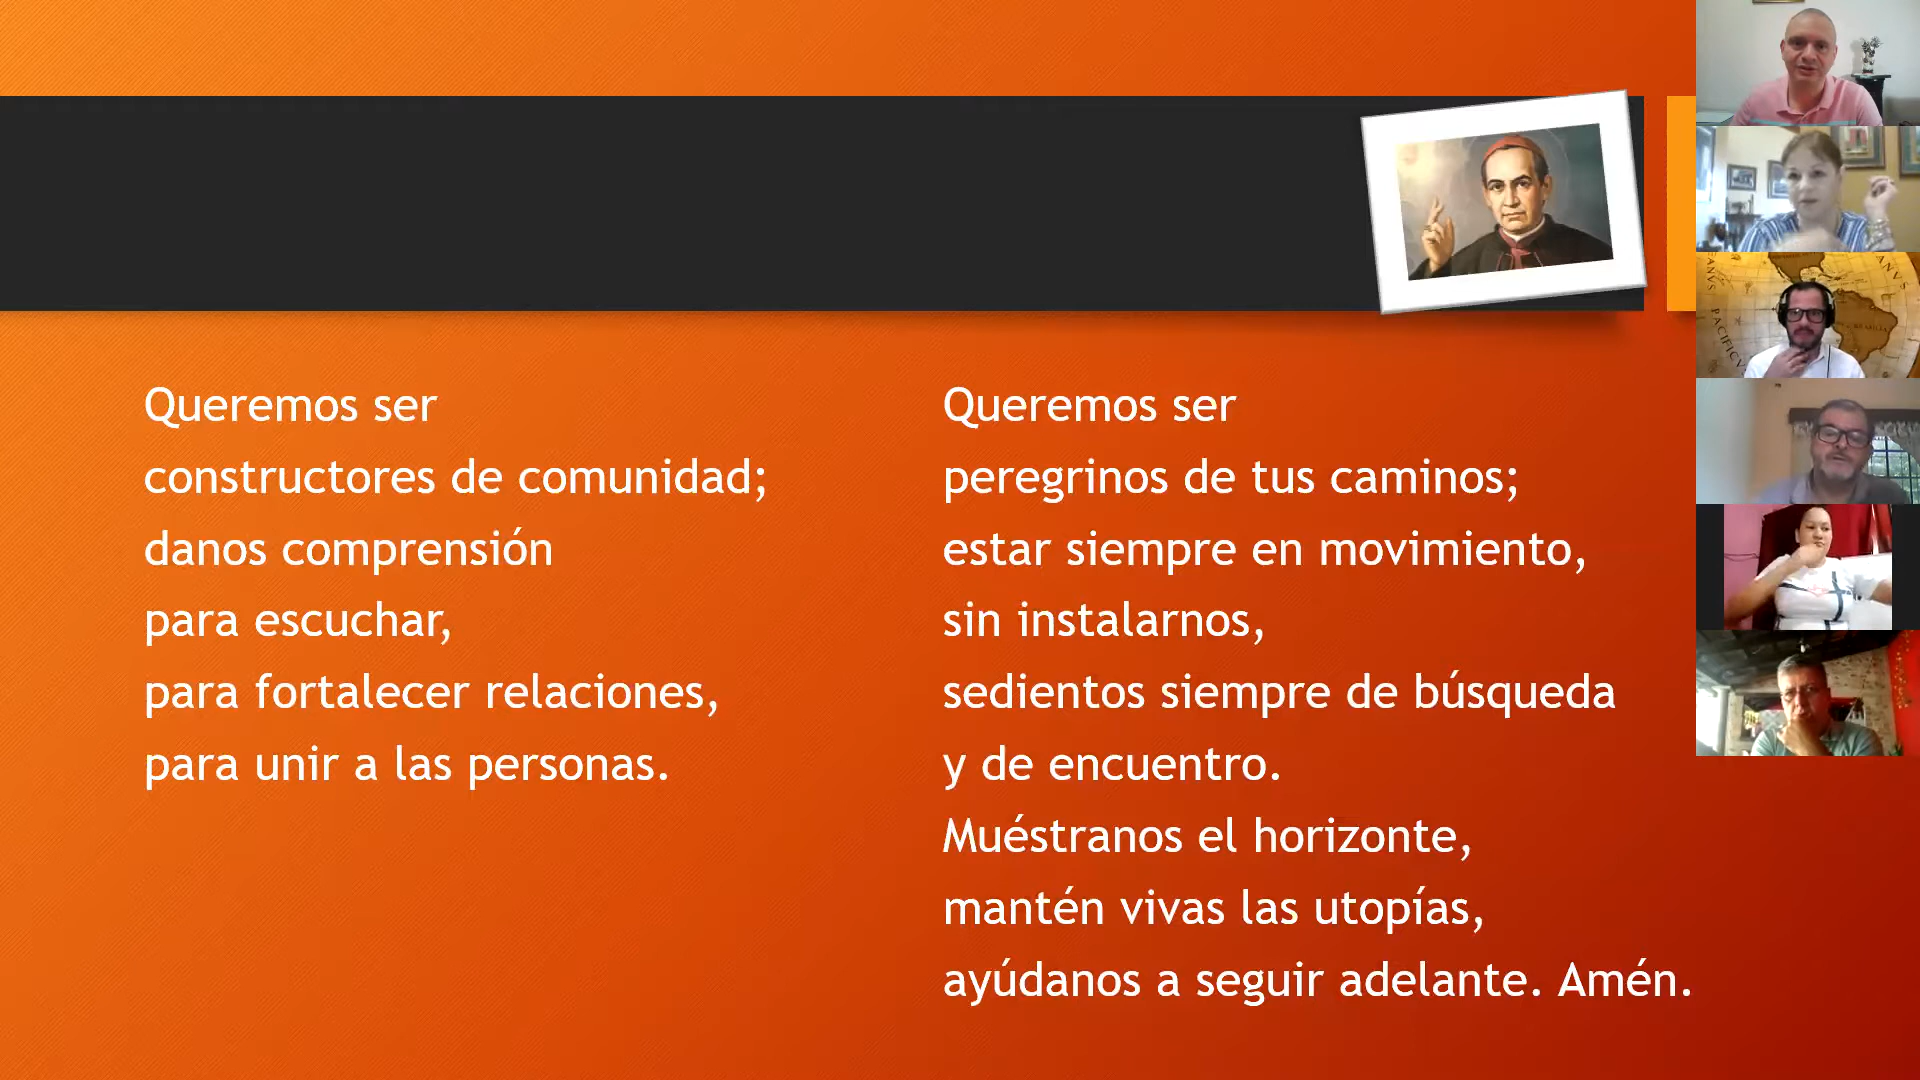 Queremos ser
constructores de comunidad;
danos comprensión
para escuchar,
para fortalecer relaciones,
para unir a las personas.
Queremos ser
peregrinos de tus caminos;
estar siempre en movimiento,
sin instalarnos,
sedientos siempre de búsqueda
y de encuentro.
Muéstranos el horizonte,
mantén vivas las utopías,
ayúdanos a seguir adelante. Amén.